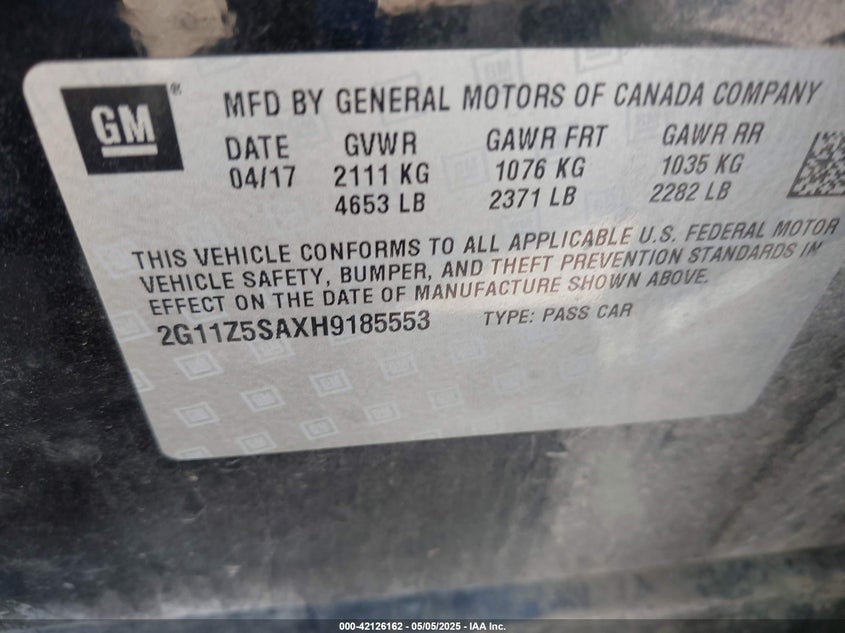 GM®
MFD BY GENERAL MOTORS OF CANADA COMPANY
DATE GVWR GAWR FRT GAWR RR
04/17 2111 KG 1076 KG 1035 KG
4653 LB 2371 LB 2282 LB
THIS VEHICLE CONFORMS TO ALL APPLICABLE U.S. FEDERAL MOTOR
VEHICLE SAFETY, BUMPER, AND THEFT PREVENTION STANDARDS IN
EFFECT ON THE DATE OF MANUFACTURE SHOWN ABOVE.
2G11Z5SAXH9185553 TYPE: PASS CAR
000-42126162 - 05/05/2025 - IAA Inc.